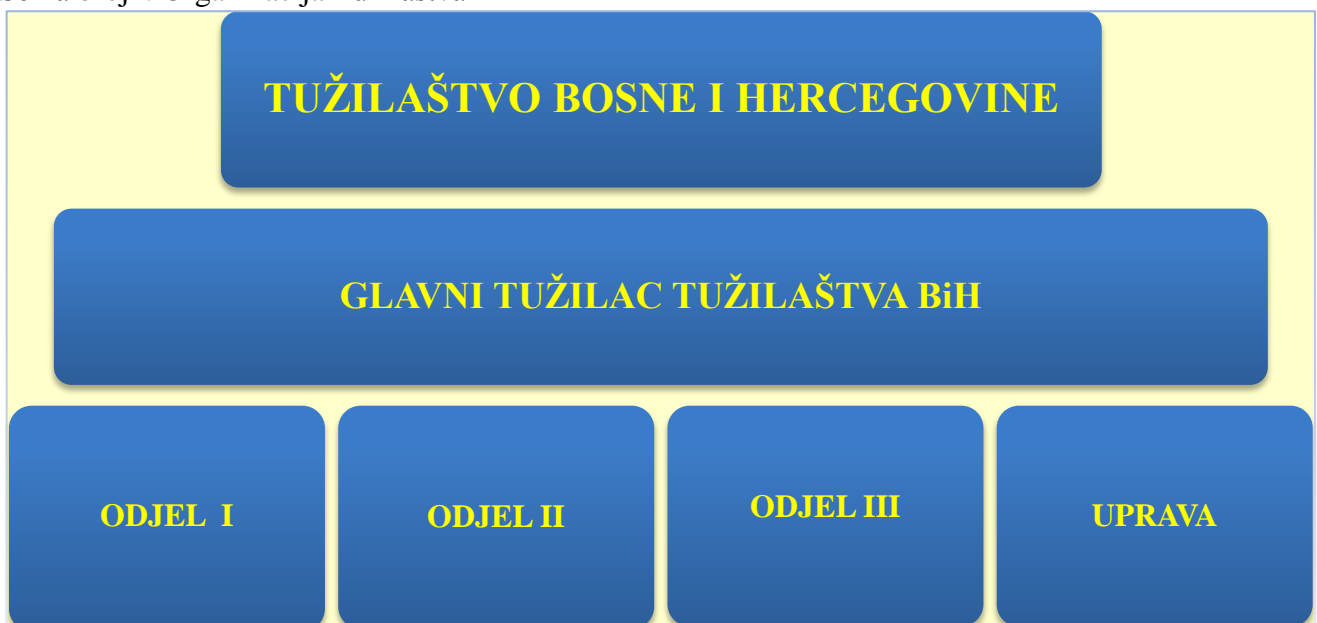 TUŽILAŠTVO BOSNE I HERCEGOVINE
GLAVNI TUŽILAC TUŽILAŠTVA BiH
ODJEL I
ODJEL II
ODJEL III
UPRAVA